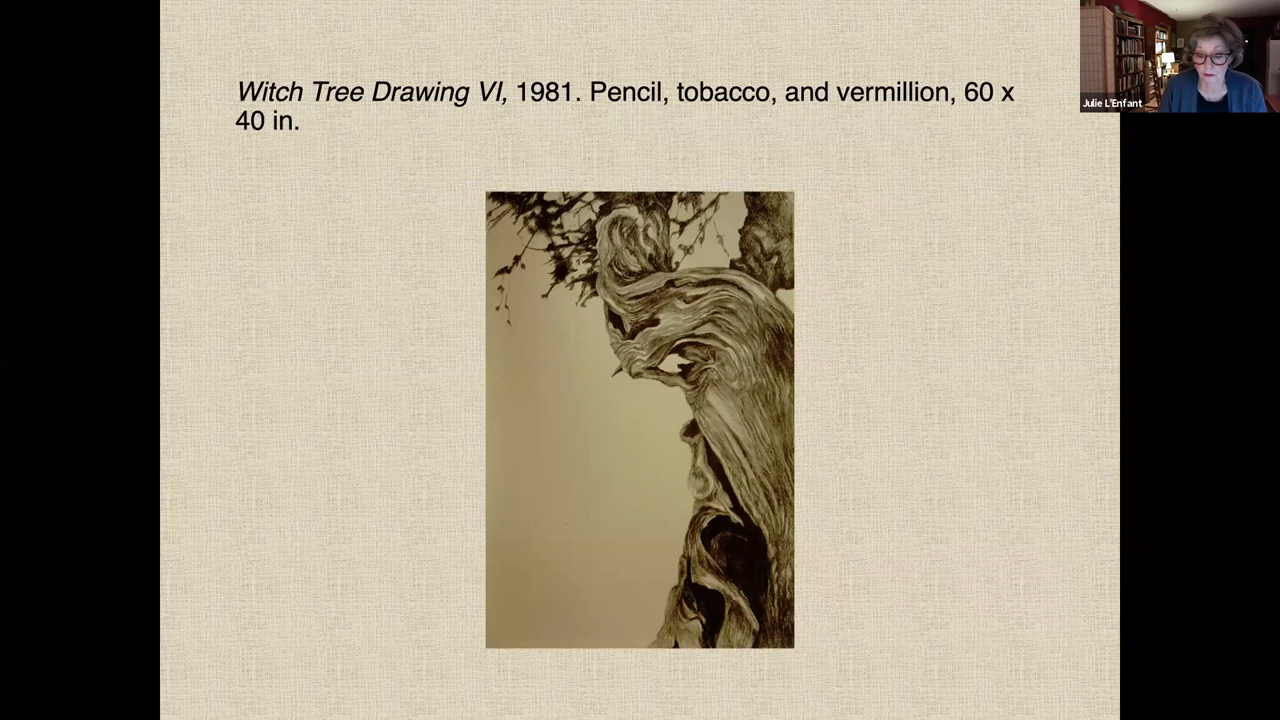 Witch Tree Drawing VI, 1981. Pencil, tobacco, and vermillion, 60 x
40 in.
Julie L'Enfant